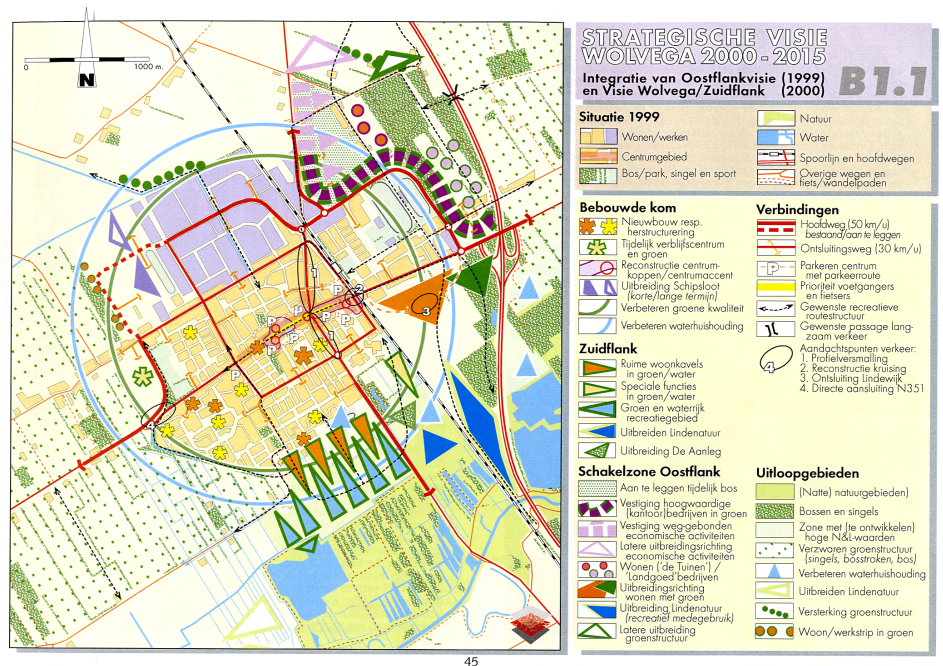 0
1000 m.
N
P
P
P
P
P
P
P
P
1
1
2
3
4
STRATEGISCHE VISIE
WOLVEGA 2000 - 2015
Integratie van Oostflankvisie (1999)
en Visie Wolvega/Zuidflank (2000)
B1.1
Situatie 1999
Wonen/werken
Centrumgebied
Bos/park, singel en sport
Natuur
Water
Spoorlijn en hoofdwegen
Overige wegen en
fiets/wandelpaden
Bebouwde kom
Nieuwbouw resp.
herstructurering
Tijdelijk verblijfscentrum
en groen
Reconstructie centrum-
koppen/centrumaccent
Uitbreiding Schipsloot
(korte/lange termijn)
Verbeteren groene kwaliteit
Verbeteren waterhuishouding
Zuidflank
Ruime woonkavels
in groen/water
Speciale functies
in groen/water
Groen en waterrijk
recreatiegebied
Uitbreiden Lindenatuur
Uitbreiding De Aanleg
Schakelzone Oostflank
Aan te leggen tijdelijk bos
Vestiging hoogwaardige
(kantoor)bedrijven in groen
Vestiging weg-gebonden
economische activiteiten
Latere uitbreidingsrichting
economische activiteiten
Wonen ('de Tuinen') /
'Landgoed'bedrijven
Uitbreidingsrichting
wonen met groen
Uitbreiding Lindenatuur
(recreatief medegebruik)
Latere uitbreiding
groenstructuur
Verbindingen
Hoofdweg (50 km/u)
bestaand/aan te leggen
Ontsluitingsweg (30 km/u)
P
Parkeren centrum
met parkeerroute
Prioriteit voetgangers
en fietsers
Gewenste recreatieve
routestructuur
Gewenste passage lang-
zaam verkeer
4
Aandachtspunten verkeer:
1. Profielversmalling
2. Reconstructie kruising
3. Ontsluiting Lindewijk
4. Directe aansluiting N351
Uitloopgebieden
(Natte) natuurgebieden)
Bossen en singels
Zone met (te ontwikkelen)
hoge N&L-waarden
Verzwaren groenstructuur
(singels, bosstroken, bos)
Verbeteren waterhuishouding
Uitbreiden Lindenatuur
Versterking groenstructuur
Woon/werkstrip in groen
45